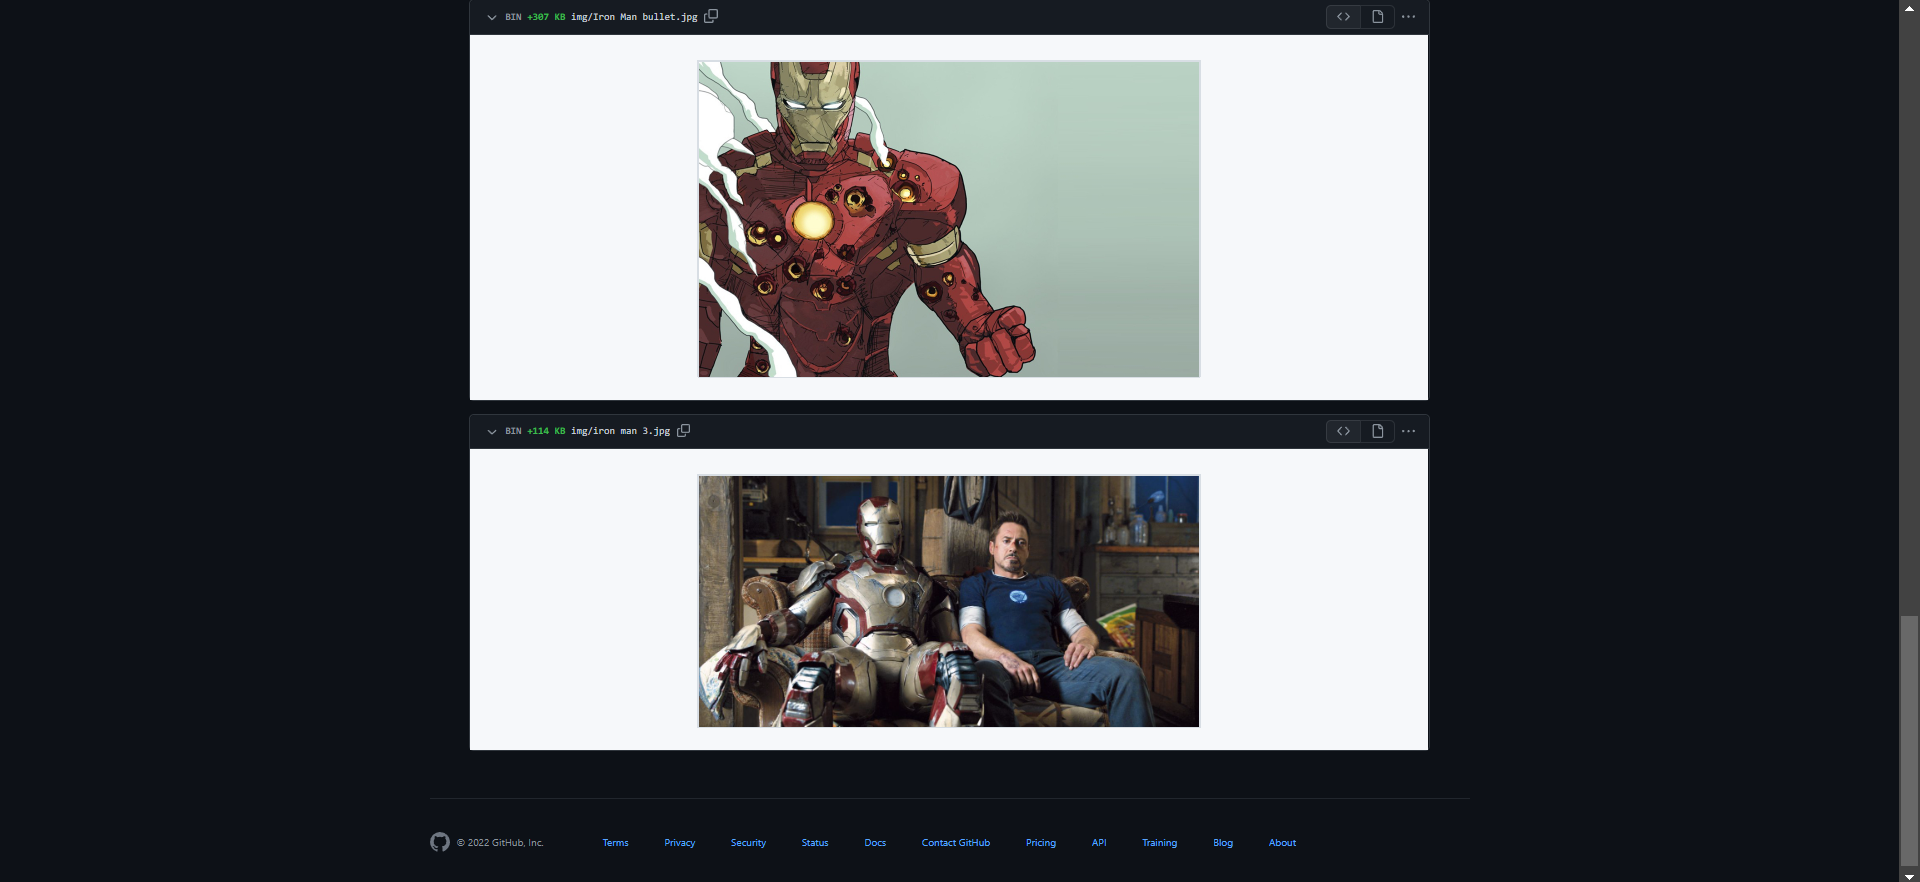 BIN +307 KB img/Iron Man bullet.jpg
BIN +114 KB img/iron man 3.jpg
© 2022 GitHub, Inc. Terms Privacy Security Status Docs Contact GitHub Pricing API Training Blog About